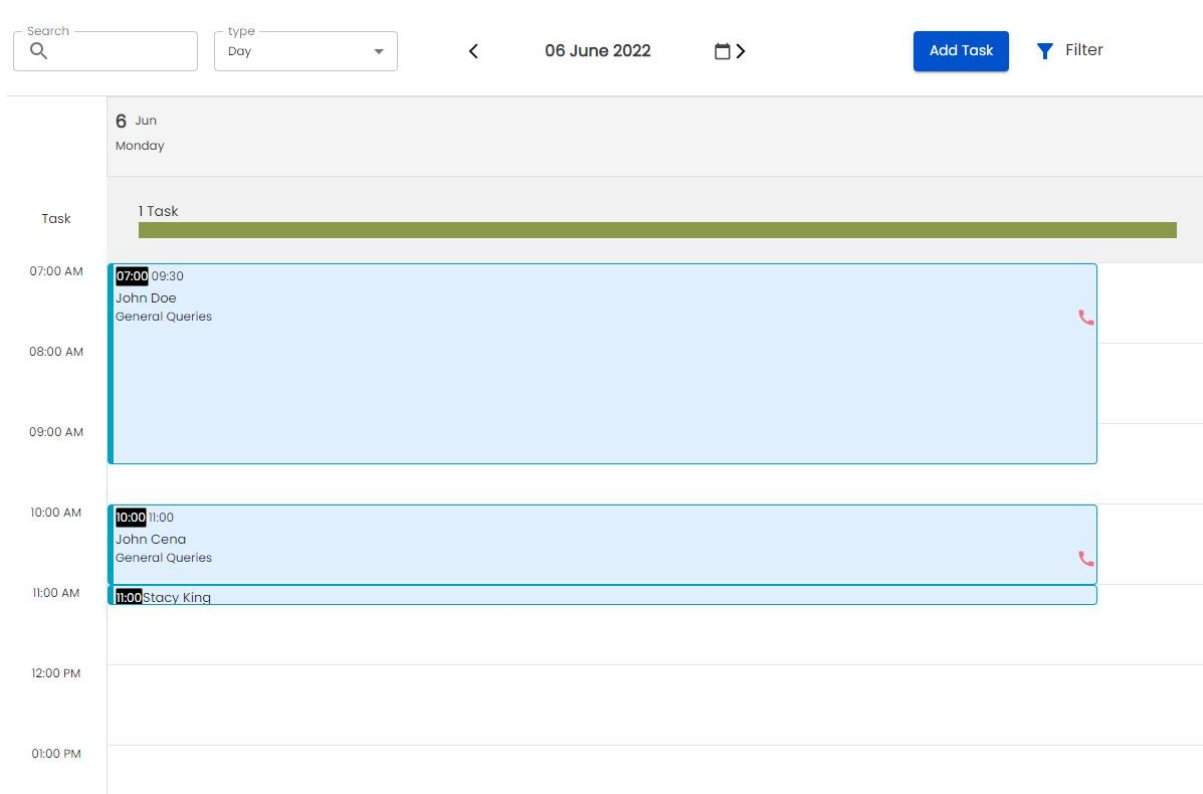 Search
type
Day
06 June 2022
Add Task
Filter
6 Jun
Monday
Task
1 Task
07:00 AM
07:00 09:30
John Doe
General Queries
08:00 AM
09:00 AM
10:00 AM
10:00 11:00
John Cena
General Queries
11:00 AM
11:00 Stacy King
12:00 PM
01:00 PM